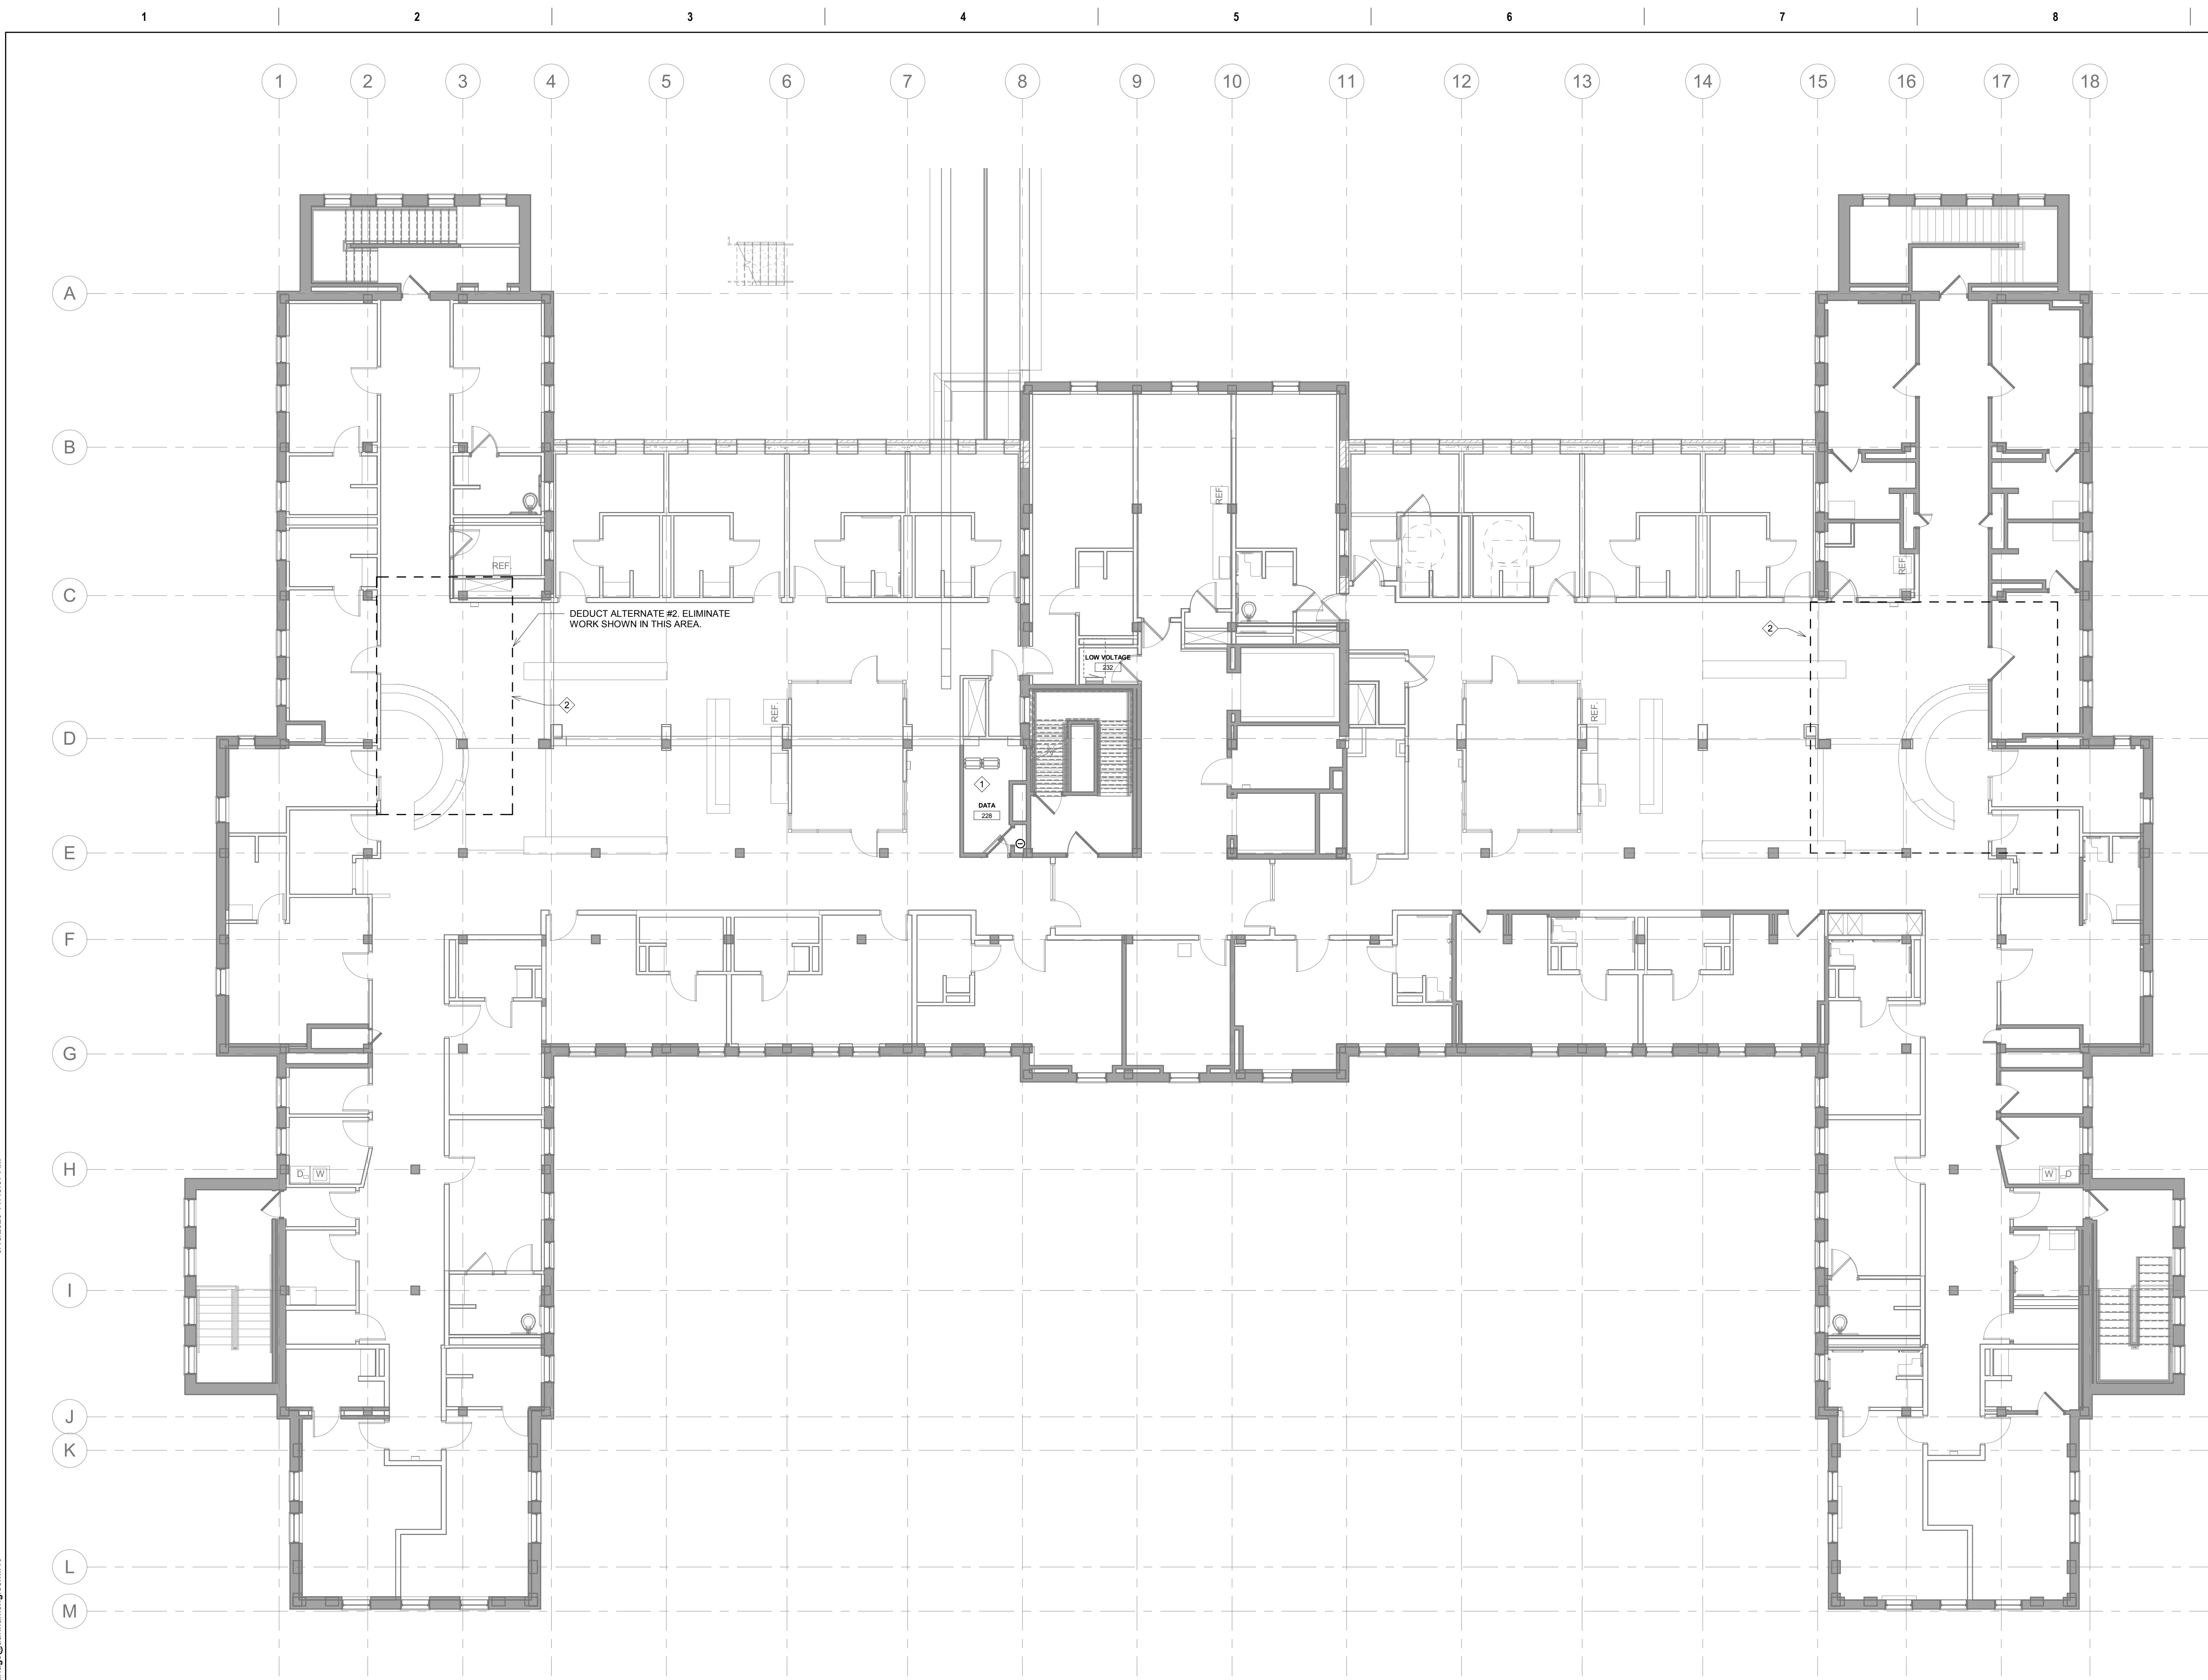 1 2 3 4 5 6 7 8
1 2 3 4 5 6 7 8 9 10 11 12 13 14 15 16 17 18
A
B
REF.
REF.
REF.
C
DEDUCT ALTERNATE #2. ELIMINATE
WORK SHOWN IN THIS AREA.
2
LOW VOLTAGE
232
2
REF.
REF.
D
1
DATA
228
1
E
F
G
H
D W
W D
I
J
K
L
M